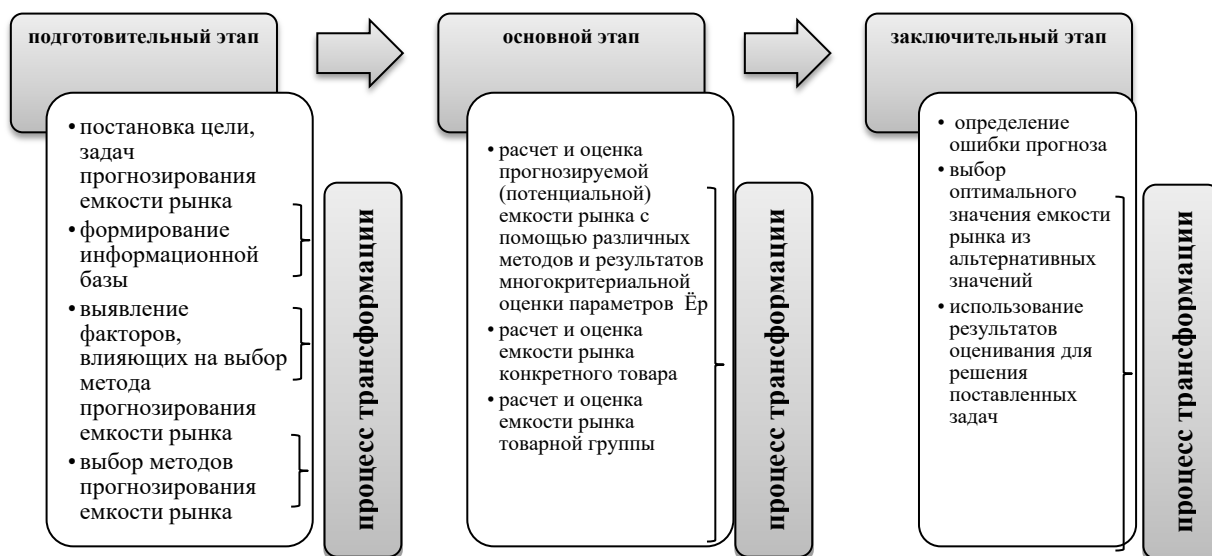 подготовительный этап
• постановка цели,
задач
прогнозирования
емкости рынка
• формирование
информационной
базы
• выявление
факторов,
влияющих на выбор
метода
прогнозирования
емкости рынка
• выбор методов
прогнозирования
емкости рынка
процесс трансформации
основной этап
• расчет и оценка
прогнозируемой
(потенциальной)
емкости рынка с
помощью различных
методов и результатов
многокритериальной
оценки параметров Ёр
• расчет и оценка
емкости рынка
конкретного товара
• расчет и оценка
емкости рынка
товарной группы
процесс трансформации
заключительный этап
• определение
ошибки прогноза
• выбор
оптимального
значения емкости
рынка из
альтернативных
значений
• использование
результатов
оценивания для
решения
поставленных
задач
процесс трансформации